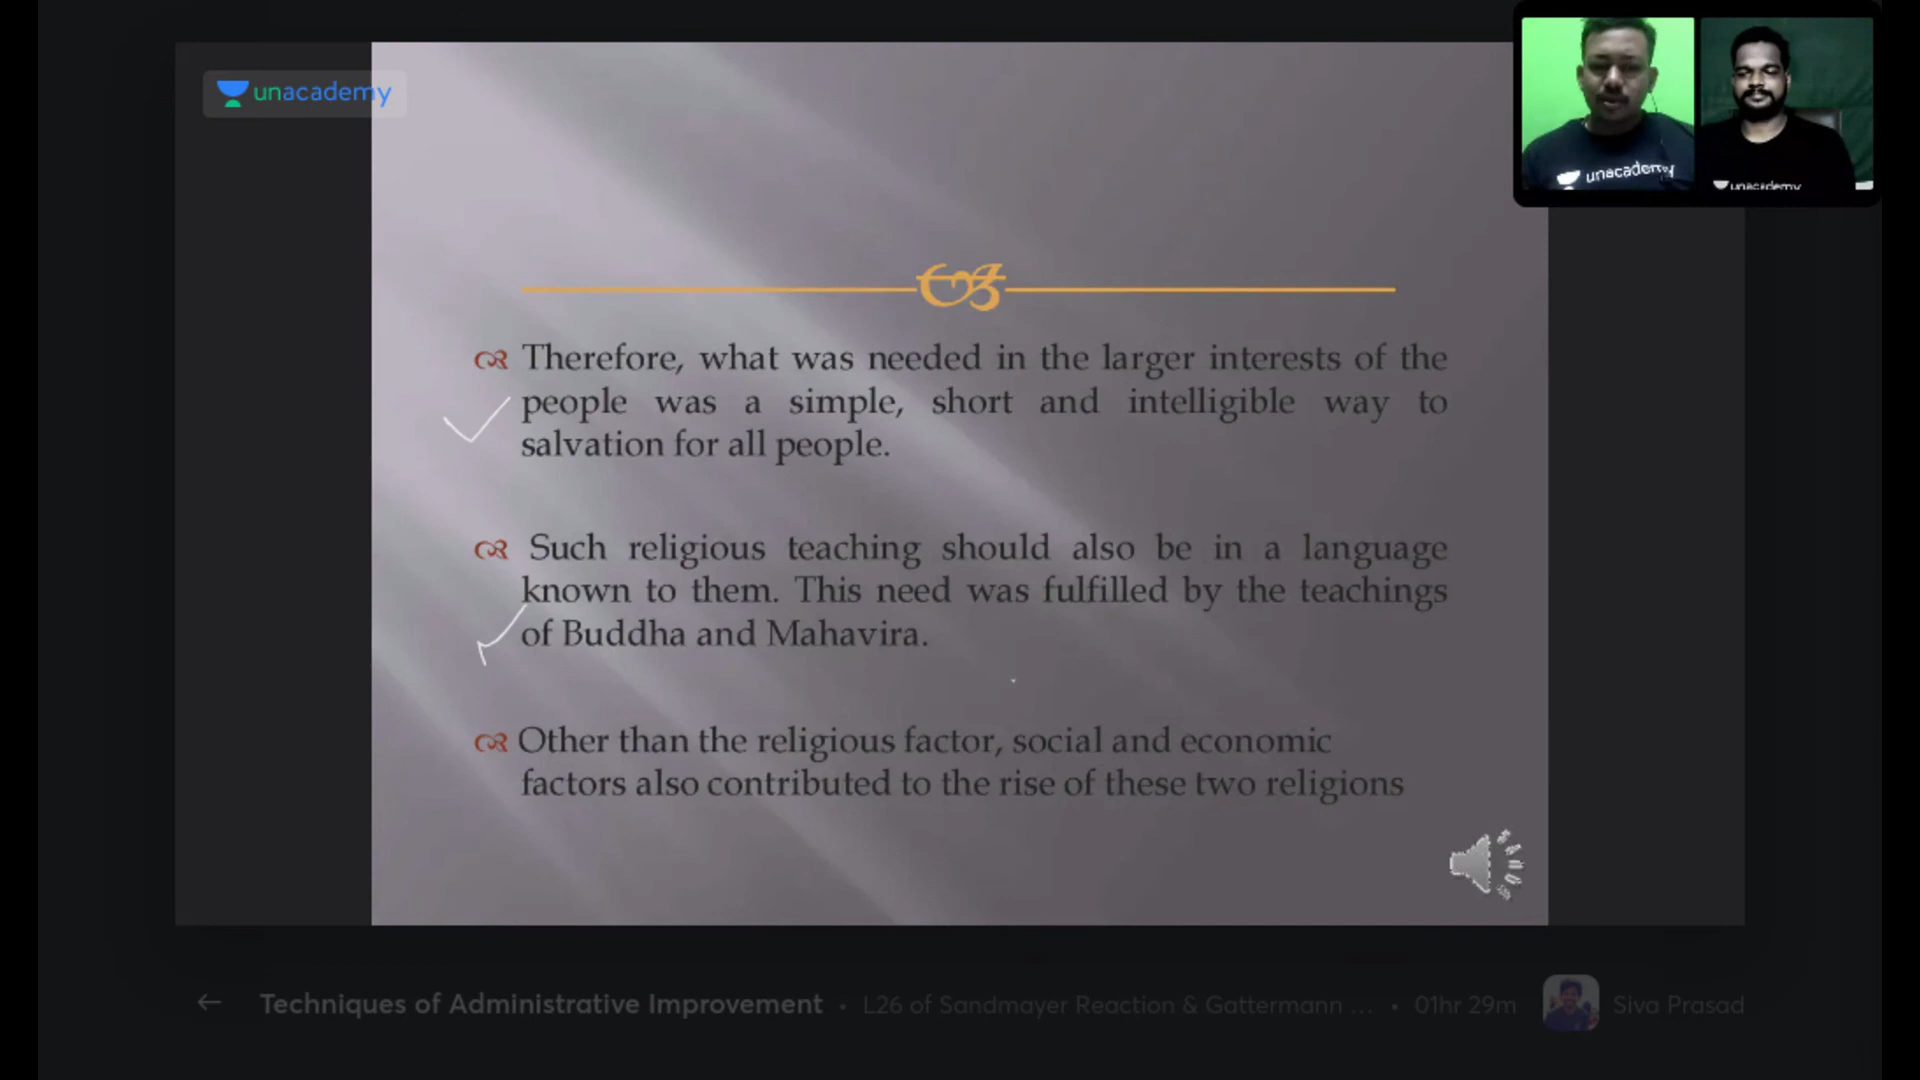 unacademy
unacademy
unacademy
Therefore, what was needed in the larger interests of the
people was a simple, short and intelligible way to
salvation for all people.
Such religious teaching should also be in a language
known to them. This need was fulfilled by the teachings
of Buddha and Mahavira.
Other than the religious factor, social and economic
factors also contributed to the rise of these two religions
Techniques of Administrative Improvement • L26 of Sandmayer Reaction & Gattermann ... • 01hr 29m Siva Prasad